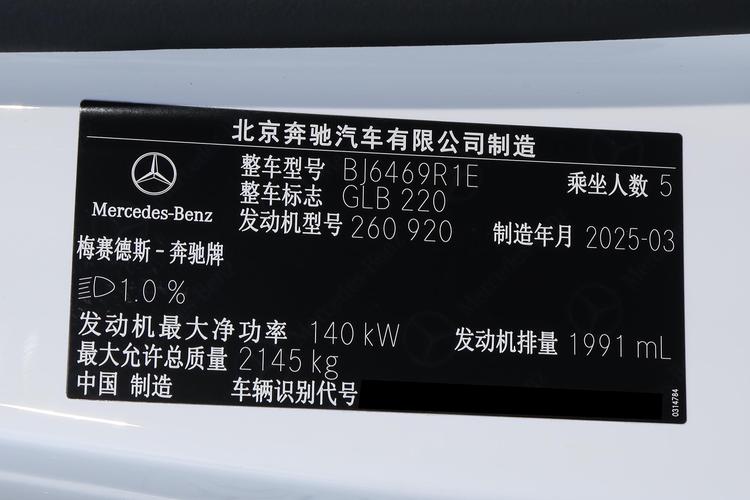 北京奔驰汽车有限公司制造
整车型号 BJ6469R1E 乘坐人数 5
整车标志 GLB 220
Mercedes-Benz
发动机型号 260 920 制造年月 2025-03
梅赛德斯-奔驰牌
1.0 %
发动机最大净功率 140 kW 发动机排量 1991 mL
最大允许总质量 2145 kg
中国 制造 车辆识别代号
0314784